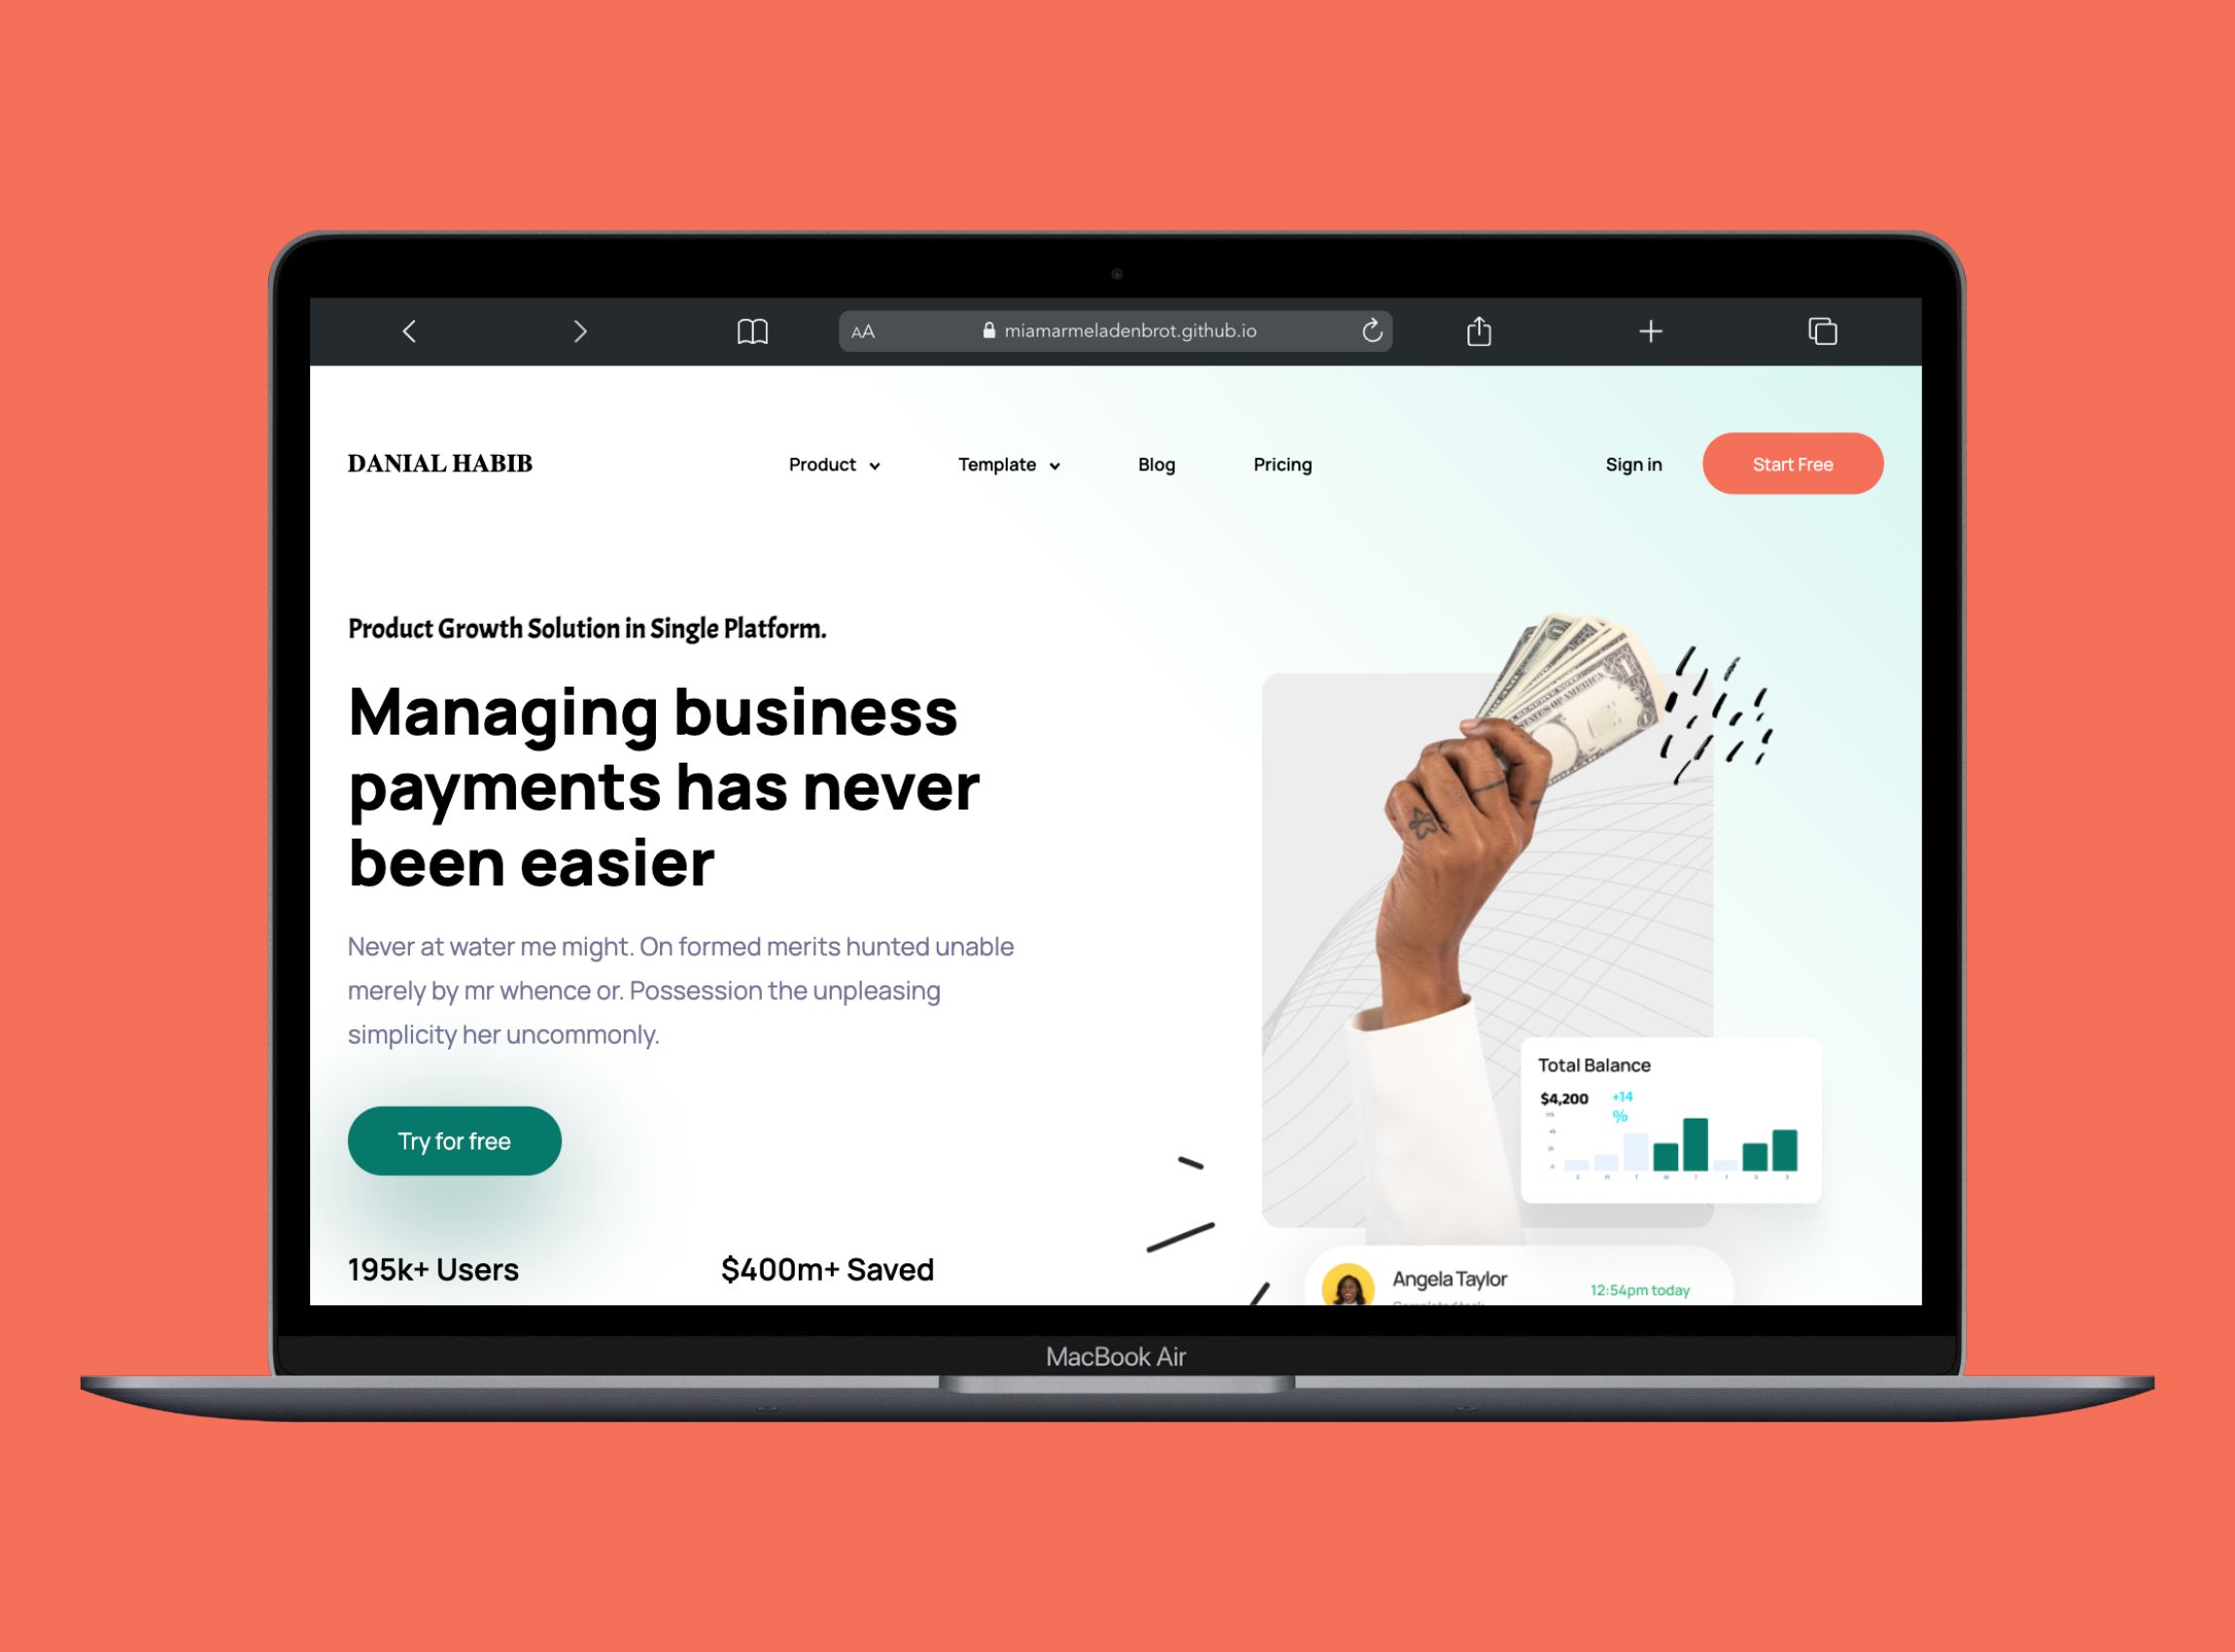 AA
miamarmeladenbrot.github.io
DANIAL HABIB
Product
Template
Blog
Pricing
Sign in
Start Free
Product Growth Solution in Single Platform.
Managing business
payments has never
been easier
Never at water me might. On formed merits hunted unable
merely by mr whence or. Possession the unpleasing
simplicity her uncommonly.
Try for free
195k+ Users
$400m+ Saved
Total Balance
$4,200
+14
%
S M T W T F S S
Angela Taylor
12:54pm today
MacBook Air